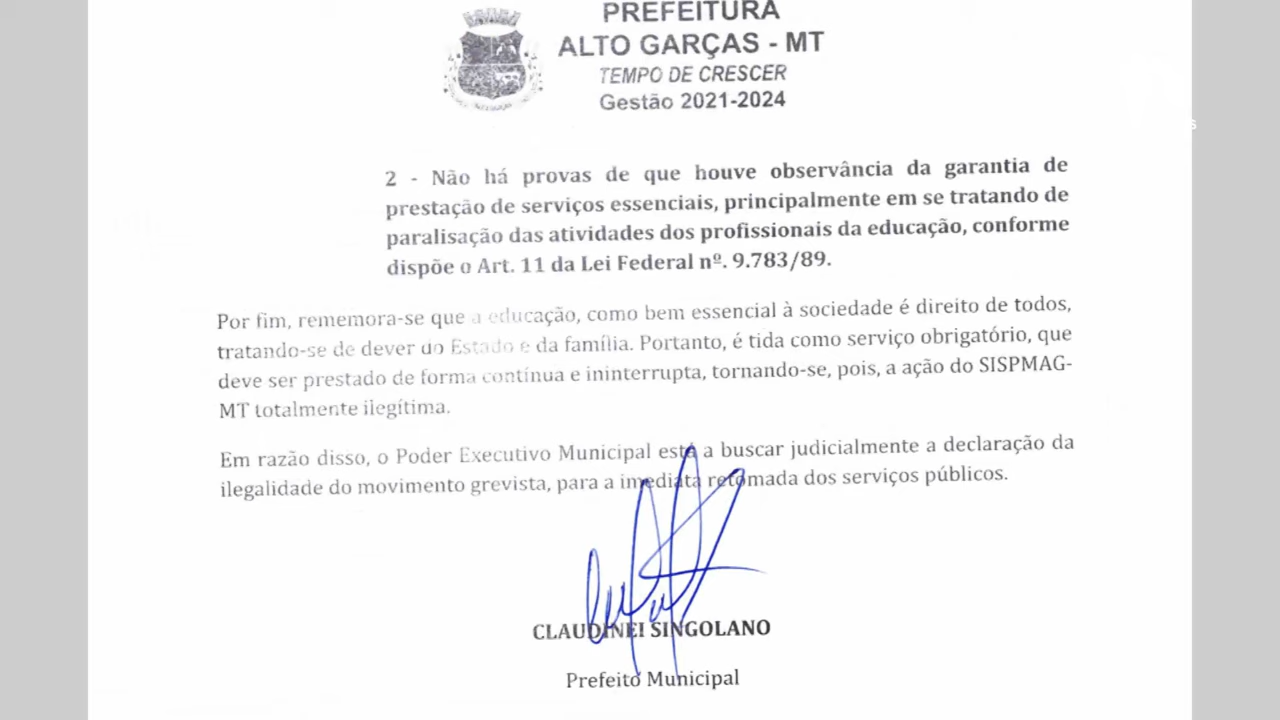 PREFEITURA
ALTO GARÇAS - MT
TEMPO DE CRESCER
Gestão 2021-2024
2 - Não há provas de que houve observância da garantia de
prestação de serviços essenciais, principalmente em se tratando de
paralisação das atividades dos profissionais da educação, conforme
dispõe o Art. 11 da Lei Federal nº. 9.783/89.
Por fim, rememora-se que a educação, como bem essencial à sociedade é direito de todos,
tratando-se de dever do Estado e da família. Portanto, é tida como serviço obrigatório, que
deve ser prestado de forma contínua e ininterrupta, tornando-se, pois, a ação do SISPMAG-
MT totalmente ilegítima.
Em razão disso, o Poder Executivo Municipal está a buscar judicialmente a declaração da
ilegalidade do movimento grevista, para a imediata retomada dos serviços públicos.
CLAUDINEI SINGOLANO
Prefeito Municipal